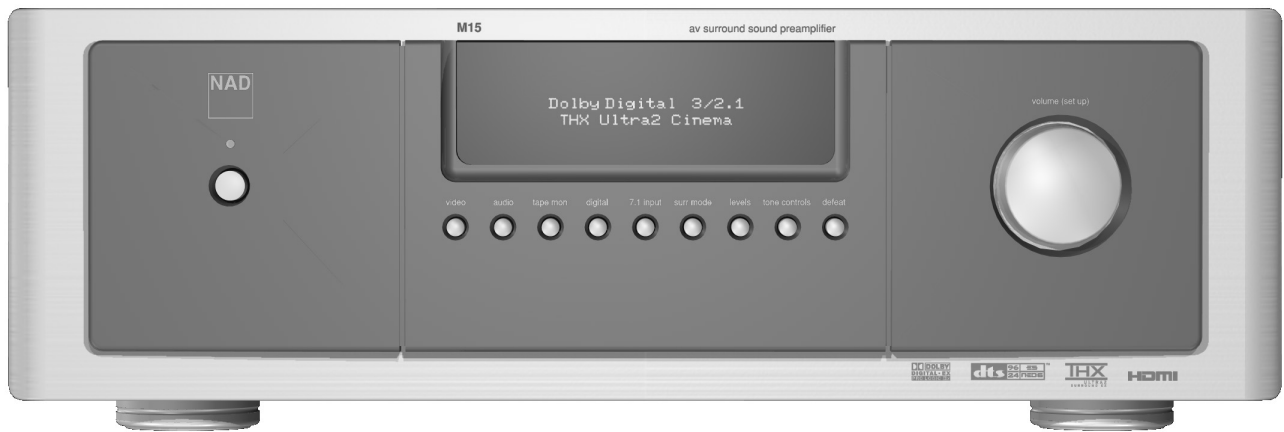 M15 av surround sound preamplifier
NAD
Dolby Digital 3/2.1
THX Ultra2 Cinema
volume (set up)
video audio tape mon digital 7.1 input surr mode levels tone controls defeat
DOLBY
DIGITAL·EX
dts 96 ES
24
THX
HDMI